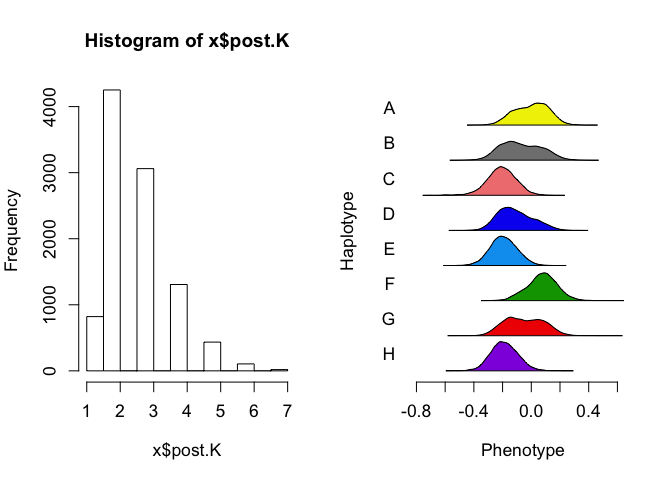 Histogram of x$post.K
Frequency
0
1000
2000
3000
4000
1 2 3 4 5 6 7
x$post.K
Haplotype
A
B
C
D
E
F
G
H
-0.8 -0.4 0.0 0.4
Phenotype